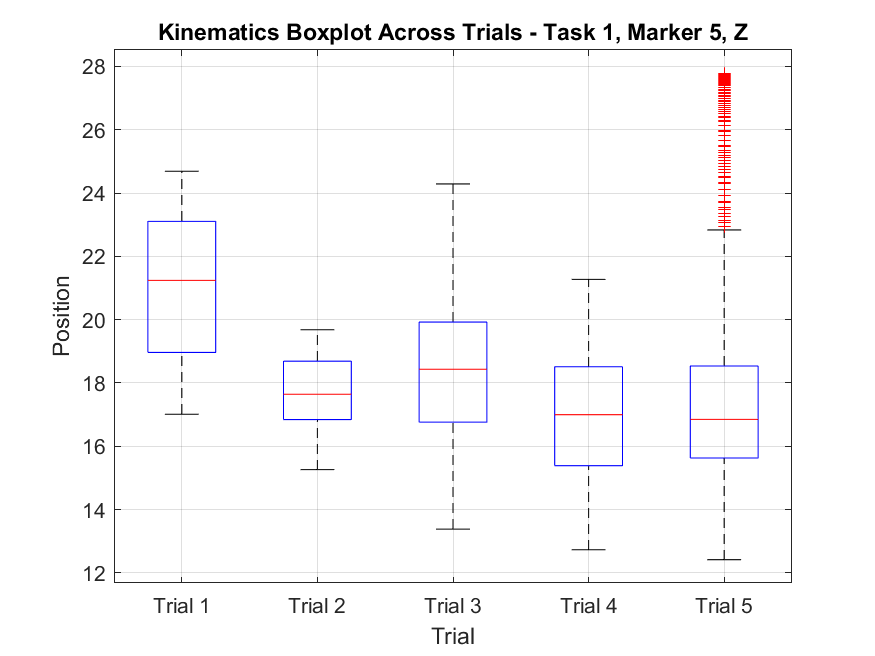 Kinematics Boxplot Across Trials - Task 1, Marker 5, Z
28
26
24
22
20
18
16
14
12
Position
Trial 1 Trial 2 Trial 3 Trial 4 Trial 5
Trial